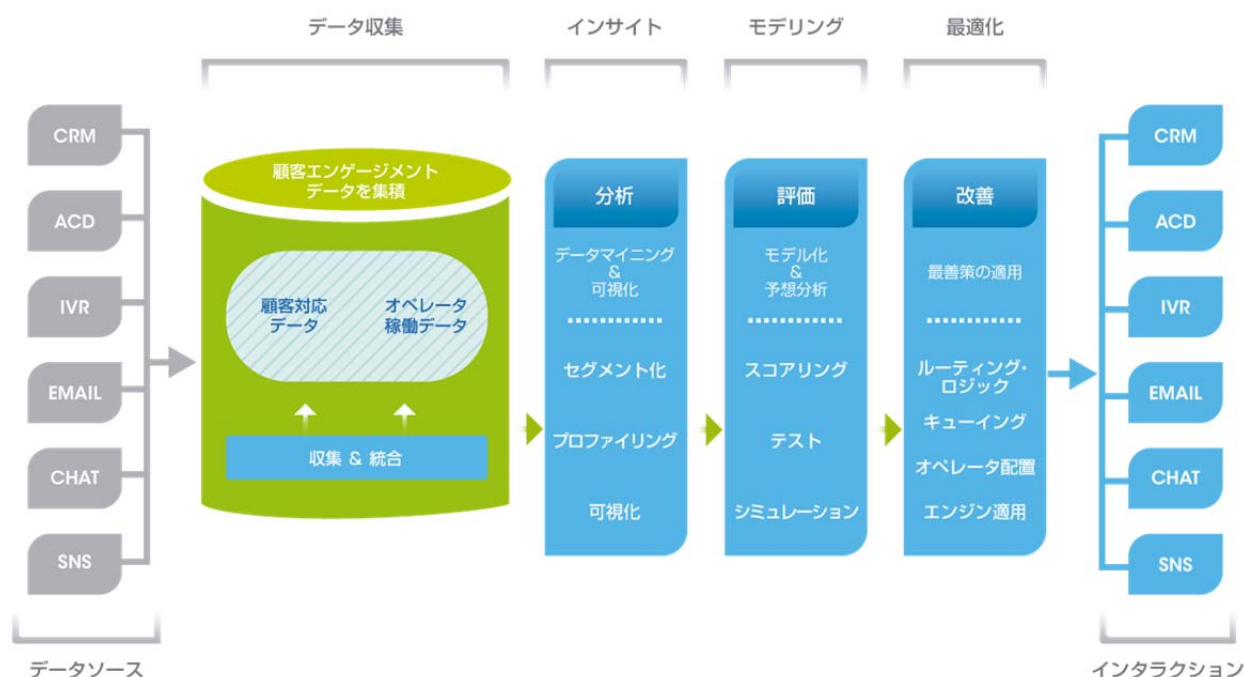 データ収集
インサイト
モデリング
最適化
CRM
ACD
IVR
EMAIL
CHAT
SNS
データソース
顧客エンゲージメント
データを集積
顧客対応
データ
オペレータ
稼働データ
収集 & 統合
分析
データマイニング
&
可視化
セグメント化
プロファイリング
可視化
評価
モデル化
&
予想分析
スコアリング
テスト
シミュレーション
改善
最善策の適用
ルーティング・
ロジック
キューイング
オペレータ配置
エンジン適用
CRM
ACD
IVR
EMAIL
CHAT
SNS
インタラクション